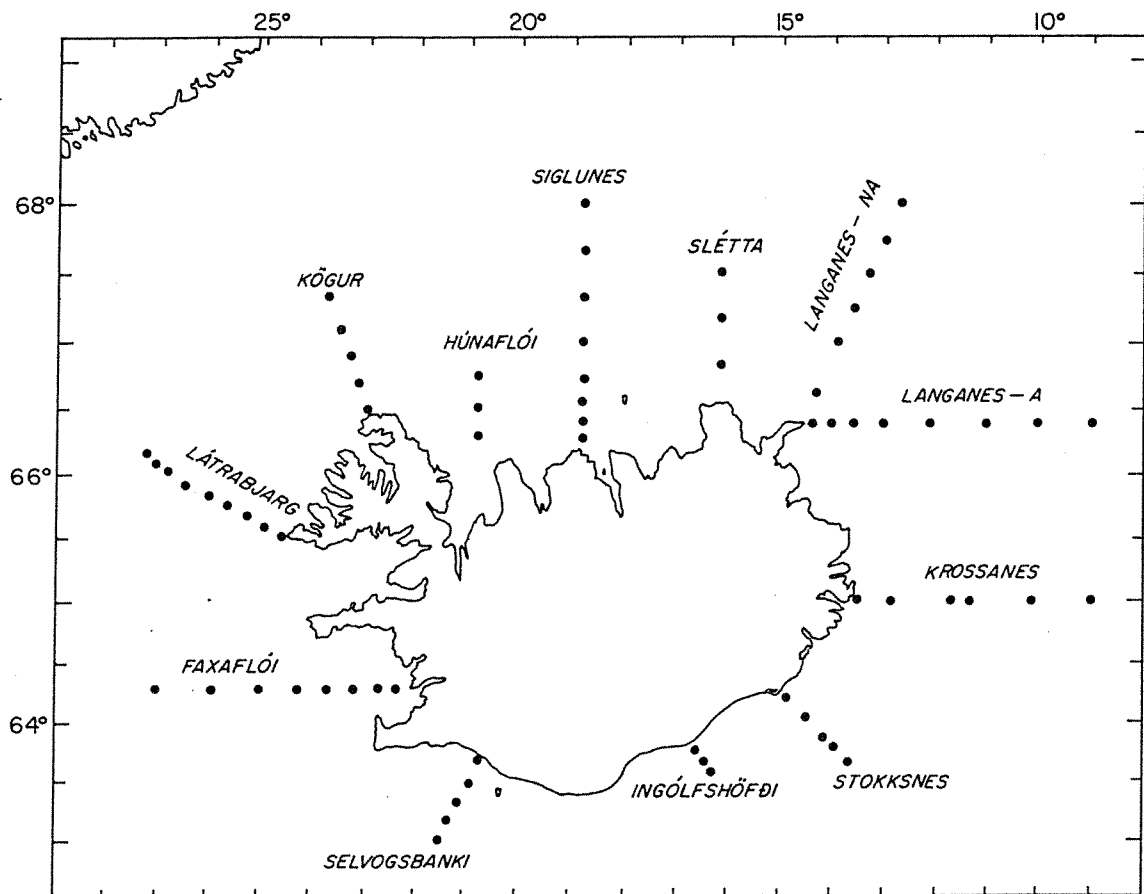 25° 20° 15° 10°
SIGLUNES
LANGANES – NA
68°
SLÉTTA
KÖGUR
HÚNAFLÓI
LANGANES – A
LÁTRABJARG
66°
KROSSANES
FAXAFLÓI
64°
INGÓLFSHÖFÐI
STOKKSNES
SELVOGSBANKI